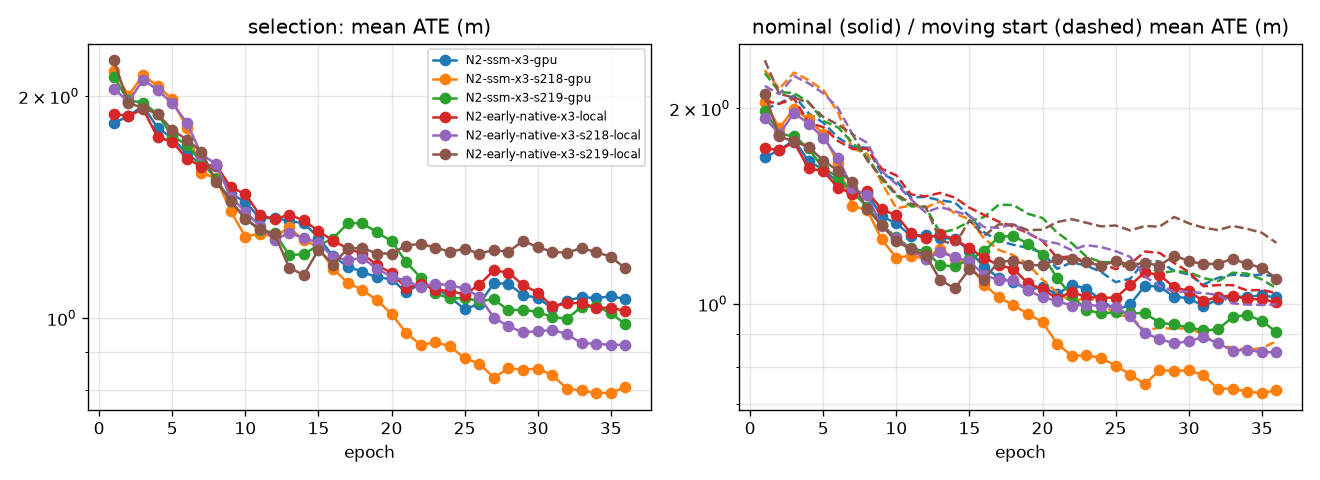 selection: mean ATE (m)
2 × 10⁰
10⁰
0 5 10 15 20 25 30 35
epoch
N2-ssm-x3-gpu
N2-ssm-x3-s218-gpu
N2-ssm-x3-s219-gpu
N2-early-native-x3-local
N2-early-native-x3-s218-local
N2-early-native-x3-s219-local
nominal (solid) / moving start (dashed) mean ATE (m)
2 × 10⁰
10⁰
0 5 10 15 20 25 30 35
epoch